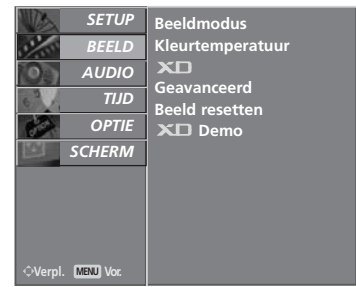 SETUP
BEELD
AUDIO
TIJD
OPTIE
SCHERM
Verpl. MENU Vor.
Beeldmodus
Kleurtemperatuur
XD
Geavanceerd
Beeld resetten
XD Demo